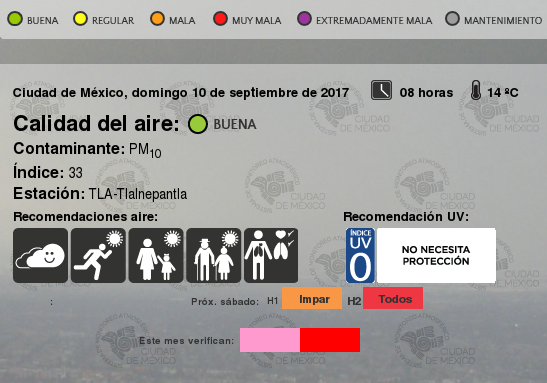 BUENA REGULAR MALA MUY MALA EXTREMADAMENTE MALA MANTENIMIENTO
Ciudad de México, domingo 10 de septiembre de 2017 08 horas 14 ºC
Calidad del aire: BUENA
Contaminante: PM10
Índice: 33
Estación: TLA-Tlalnepantla
Recomendaciones aire: Recomendación UV:
ÍNDICE UV 0 NO NECESITA PROTECCIÓN
: Próx. sábado: H1 Impar H2 Todos
Este mes verifican:
CIUDAD DE MÉXICO